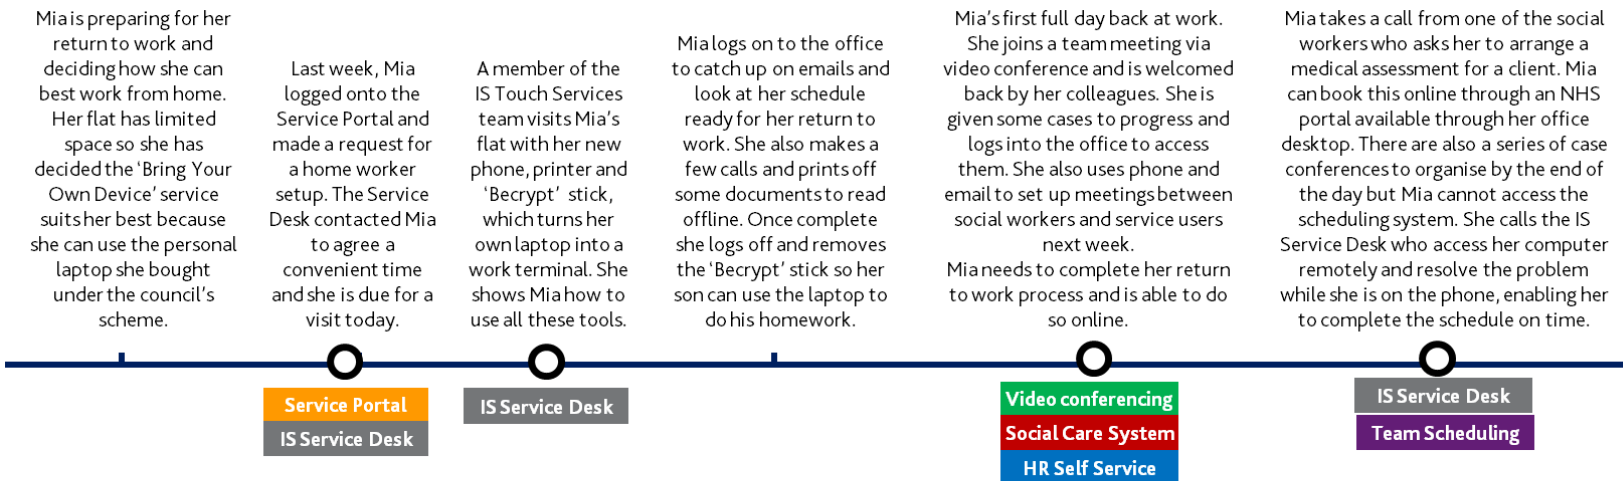 Mia is preparing for her
return to work and
deciding how she can
best work from home.
Her flat has limited
space so she has
decided the ‘Bring Your
Own Device’ service
suits her best because
she can use the personal
laptop she bought
under the council’s
scheme.
Last week, Mia
logged onto the
Service Portal and
made a request for
a home worker
setup. The Service
Desk contacted Mia
to agree a
convenient time
and she is due for a
visit today.
A member of the
IS Touch Services
team visits Mia’s
flat with her new
phone, printer and
‘Becrypt’ stick,
which turns her
own laptop into a
work terminal. She
shows Mia how to
use all these tools.
Mia logs on to the office
to catch up on emails and
look at her schedule
ready for her return to
work. She also makes a
few calls and prints off
some documents to read
offline. Once complete
she logs off and removes
the ‘Becrypt’ stick so her
son can use the laptop to
do his homework.
Mia’s first full day back at work.
She joins a team meeting via
video conference and is welcomed
back by her colleagues. She is
given some cases to progress and
logs into the office to access
them. She also uses phone and
email to set up meetings between
social workers and service users
next week.
Mia needs to complete her return
to work process and is able to do
so online.
Mia takes a call from one of the social
workers who asks her to arrange a
medical assessment for a client. Mia
can book this online through an NHS
portal available through her office
desktop. There are also a series of case
conferences to organise by the end of
the day but Mia cannot access the
scheduling system. She calls the IS
Service Desk who access her computer
remotely and resolve the problem
while she is on the phone, enabling her
to complete the schedule on time.
Service Portal
IS Service Desk
IS Service Desk
Video conferencing
Social Care System
HR Self Service
IS Service Desk
Team Scheduling